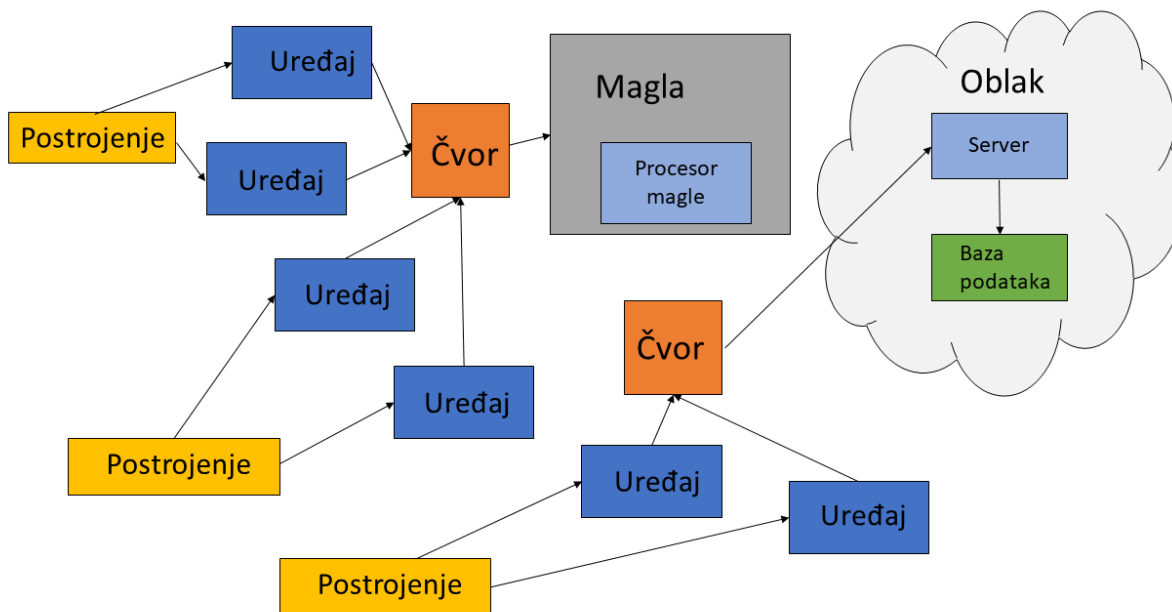 Uređaj
Magla
Oblak
Postrojenje
Uređaj
Čvor
Procesor
magle
Server
Uređaj
Baza
podataka
Čvor
Uređaj
Postrojenje
Uređaj
Uređaj
Postrojenje